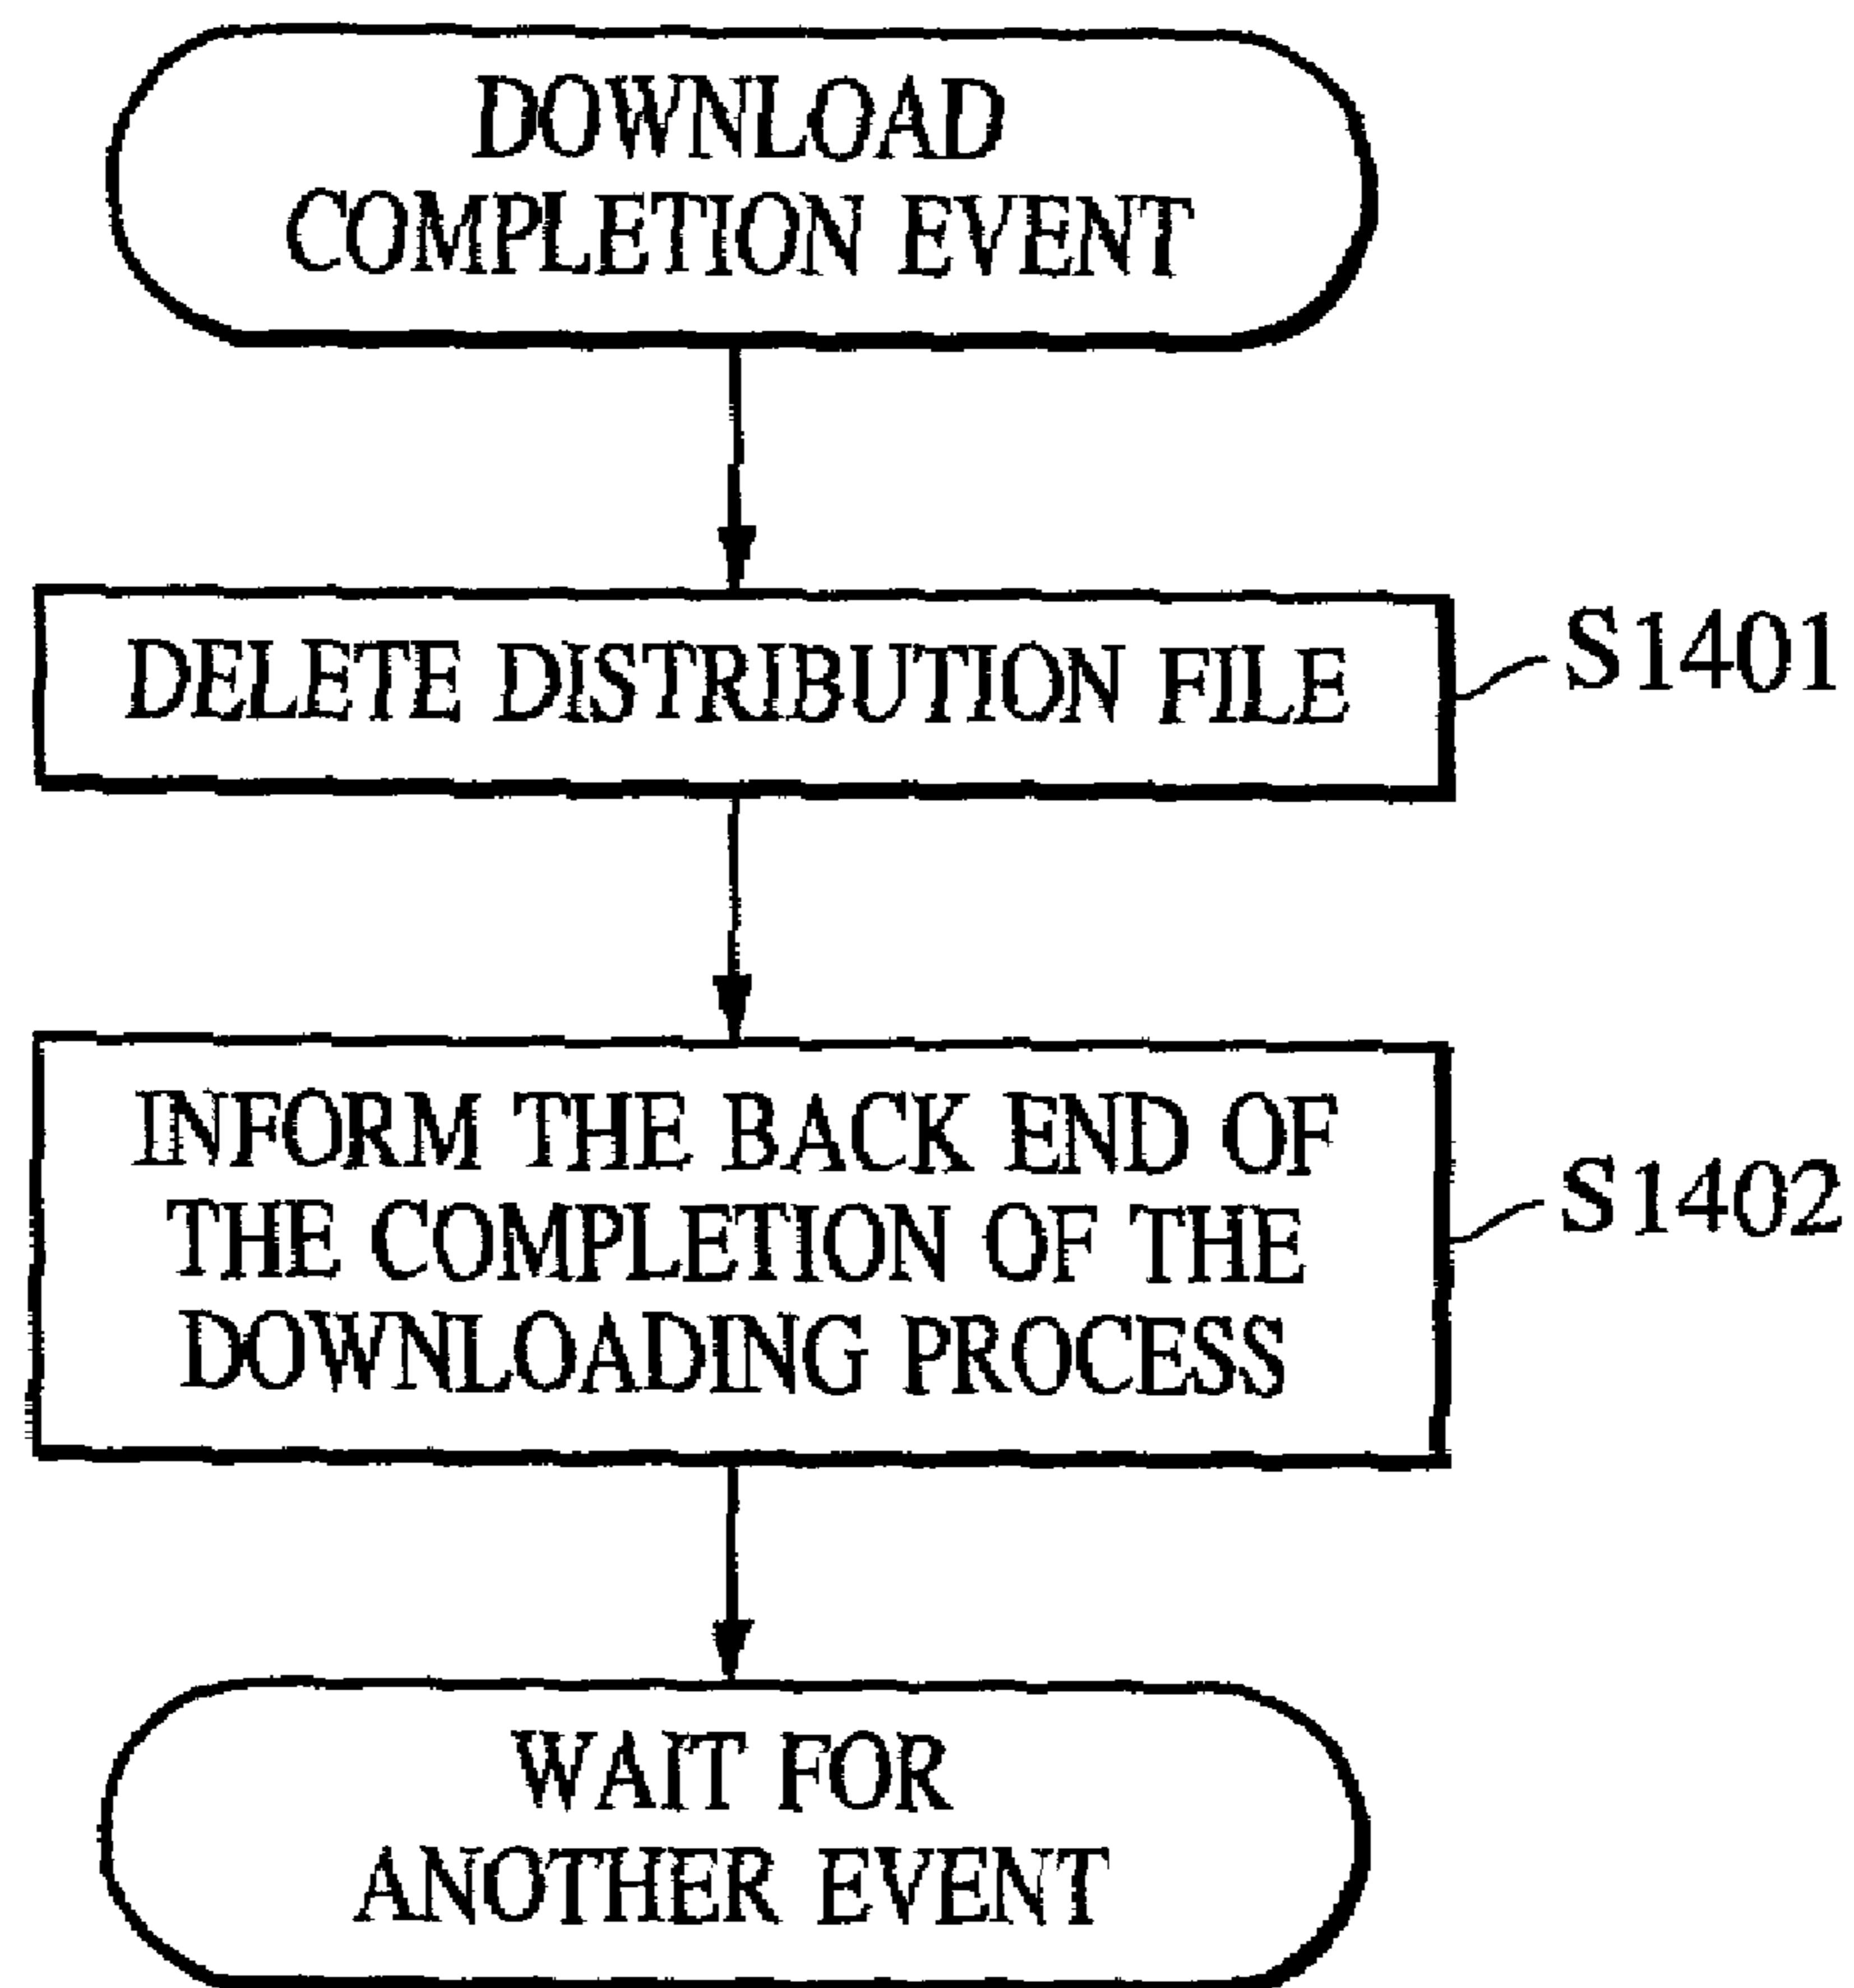 DOWNLOAD
COMPLETION EVENT
DELETE DISTRIBUTION FILE
S1401
INFORM THE BACK END OF
THE COMPLETION OF THE
DOWNLOADING PROCESS
S1402
WAIT FOR
ANOTHER EVENT